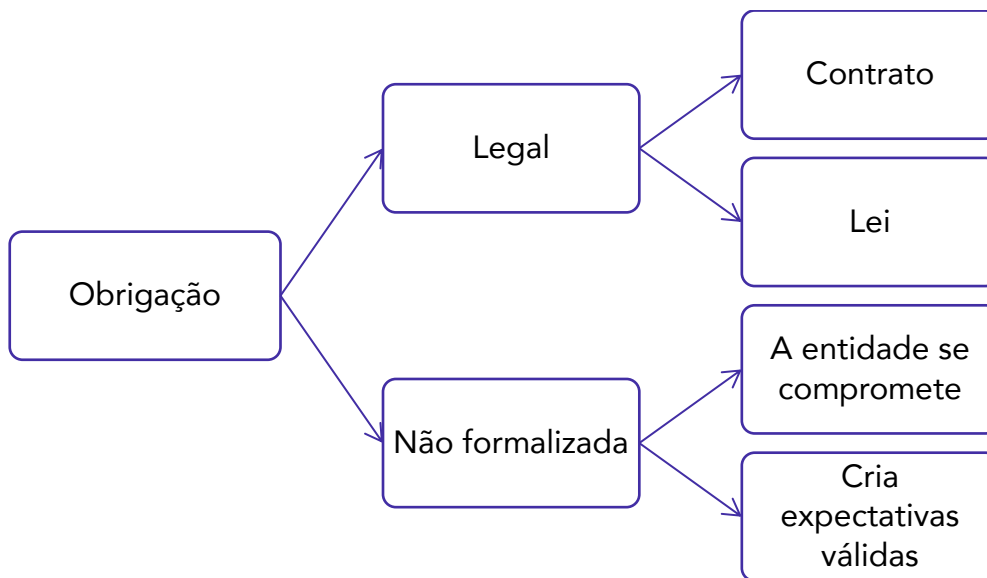 Obrigação
Legal
Contrato
Lei
Não formalizada
A entidade se
compromete
Cria
expectativas
válidas